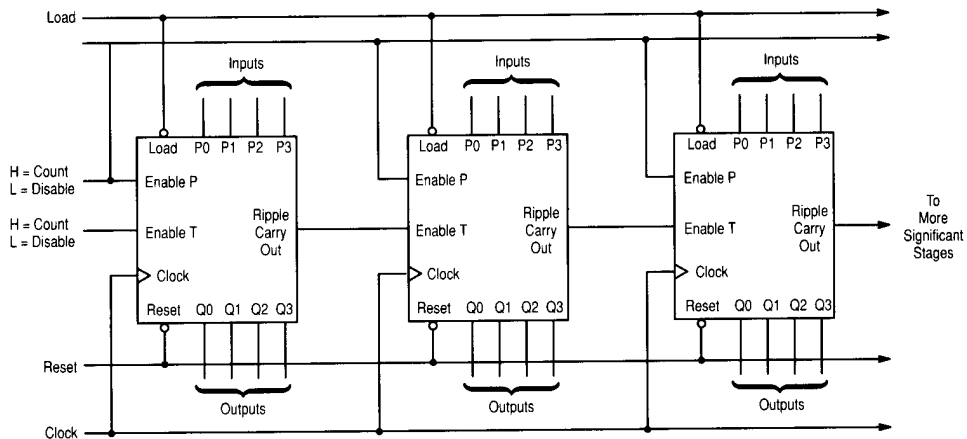 Load
Inputs
Inputs
Inputs
Load P0 P1 P2 P3
Load P0 P1 P2 P3
Load P0 P1 P2 P3
H = Count
L = Disable
Enable P
Enable P
Enable P
H = Count
L = Disable
Enable T
Ripple
Carry
Out
Enable T
Ripple
Carry
Out
Enable T
Ripple
Carry
Out
To
More
Significant
Stages
Clock
Clock
Clock
Reset Q0 Q1 Q2 Q3
Reset Q0 Q1 Q2 Q3
Reset Q0 Q1 Q2 Q3
Reset
Outputs
Outputs
Outputs
Clock